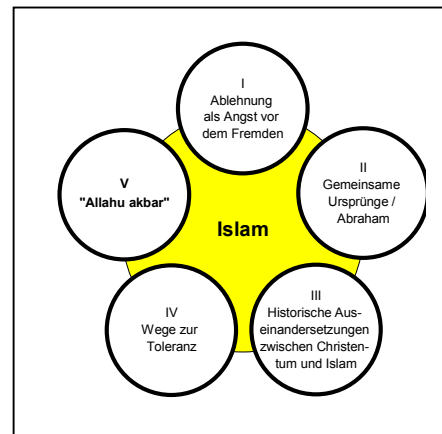 I
Ablehnung
als Angst vor
dem Fremden
II
Gemeinsame
Ursprünge /
Abraham
III
Historische Aus-
einandersetzungen
zwischen Christen-
tum und Islam
IV
Wege zur
Toleranz
V
"Allahu akbar"
Islam